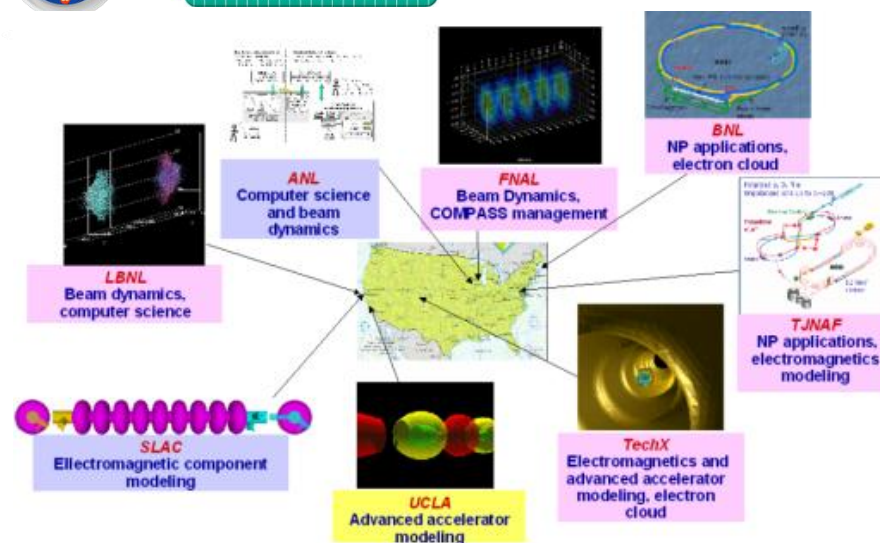 ANL
Computer science
and beam
dynamics
FNAL
Beam Dynamics,
COMPASS management
BNL
NP applications,
electron cloud
LBNL
Beam dynamics,
computer science
TJNAF
NP applications,
electromagnetics
modeling
SLAC
Ellectromagnetic component
modeling
UCLA
Advanced accelerator
modeling
TechX
Electromagnetics and
advanced accelerator
modeling, electron
cloud